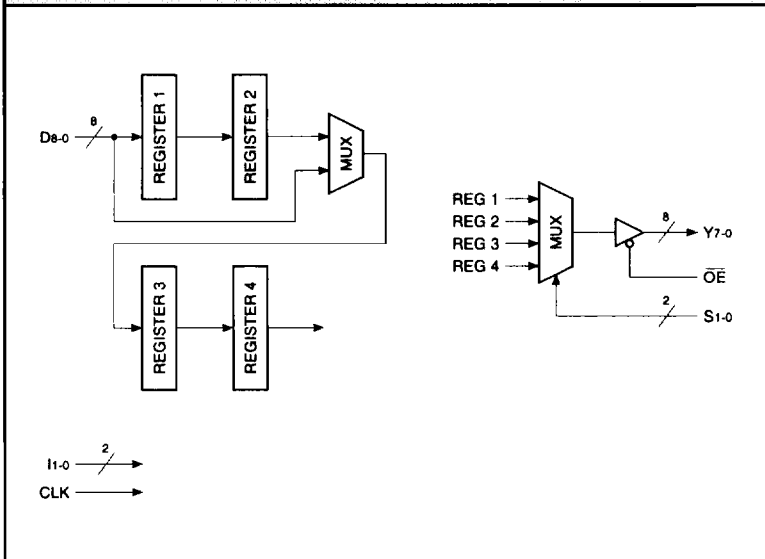 8
D8-0
REGISTER 1
REGISTER 2
MUX
REGISTER 3
REGISTER 4
I1-0
2
CLK
REG 1
REG 2
REG 3
REG 4
MUX
8
Y7-0
OE
2
S1-0